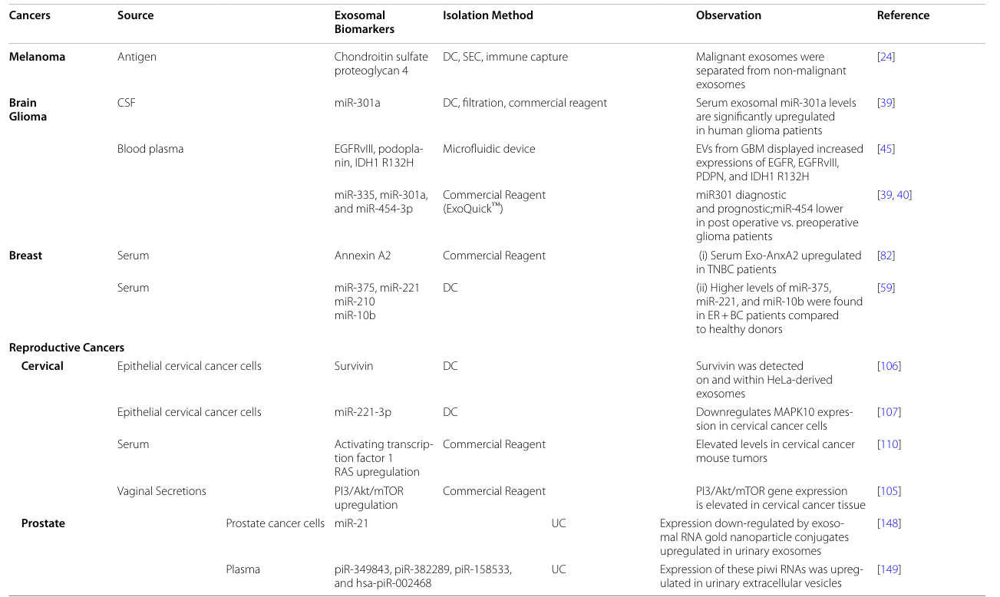 Cancers Source Exosomal Biomarkers Isolation Method Observation Reference
Melanoma Antigen Chondroitin sulfate DC, SEC, immune capture Malignant exosomes were [24]
proteoglycan 4 separated from non-malignant
exosomes
Brain CSF miR-301a DC, filtration, commercial reagent Serum exosomal miR-301a levels [39]
Glioma are significantly upregulated
in human glioma patients
Blood plasma EGFRvIII, podopla- Microfluidic device EVs from GBM displayed increased [45]
nin, IDH1 R132H expressions of EGFR, EGFRvIII,
PDPN, and IDH1 R132H
miR-335, miR-301a, Commercial Reagent miR301 diagnostic [39, 40]
and miR-454-3p (ExoQuick™) and prognostic;miR-454 lower
in post operative vs. preoperative
glioma patients
Breast Serum Annexin A2 Commercial Reagent (i) Serum Exo-AnxA2 upregulated [82]
in TNBC patients
Serum miR-375, miR-221 DC (ii) Higher levels of miR-375, [59]
miR-210 miR-221, and miR-10b were found
miR-10b in ER + BC patients compared
to healthy donors
Reproductive Cancers
Cervical Epithelial cervical cancer cells Survivin DC Survivin was detected [106]
on and within HeLa-derived
exosomes
Epithelial cervical cancer cells miR-221-3p DC Downregulates MAPK10 expres- [107]
sion in cervical cancer cells
Serum Activating transcrip- Commercial Reagent Elevated levels in cervical cancer [110]
tion factor 1 mouse tumors
RAS upregulation
Vaginal Secretions PI3/Akt/mTOR Commercial Reagent PI3/Akt/mTOR gene expression [105]
upregulation is elevated in cervical cancer tissue
Prostate Prostate cancer cells miR-21 UC Expression down-regulated by exoso- [148]
mal RNA gold nanoparticle conjugates
upregulated in urinary exosomes
Plasma piR-349843, piR-382289, piR-158533, UC Expression of these piwi RNAs was upreg- [149]
and hsa-piR-002468 ulated in urinary extracellular vesicles